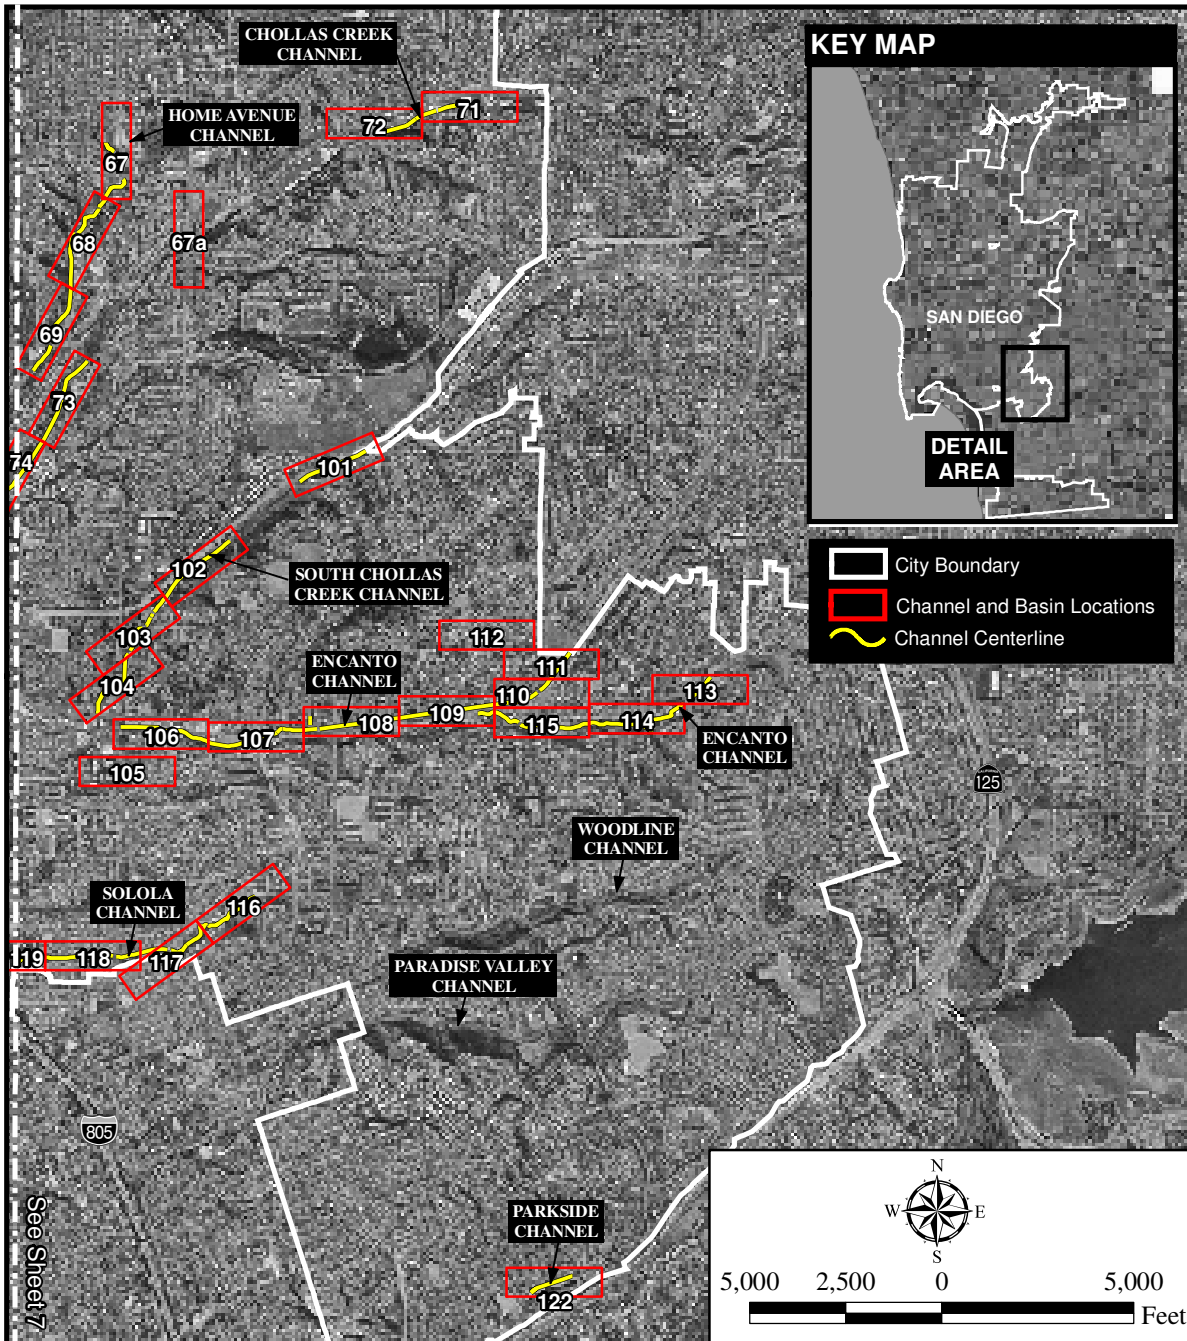 CHOLLAS CREEK
CHANNEL
KEY MAP
HOME AVENUE
CHANNEL
71
72
67
67a
68
69
73
74
SAN DIEGO
DETAIL
AREA
101
102
SOUTH CHOLLAS
CREEK CHANNEL
103
104
City Boundary
Channel and Basin Locations
Channel Centerline
112
111
ENCANTO
CHANNEL
110
113
109
108
114
115
106
107
105
ENCANTO
CHANNEL
CALIFORNIA
125
WOODLINE
CHANNEL
SOLOLA
CHANNEL
116
119
118
117
PARADISE VALLEY
CHANNEL
805
See Sheet 7
PARKSIDE
CHANNEL
122
N
W
E
S
5,000
2,500
0
5,000
Feet